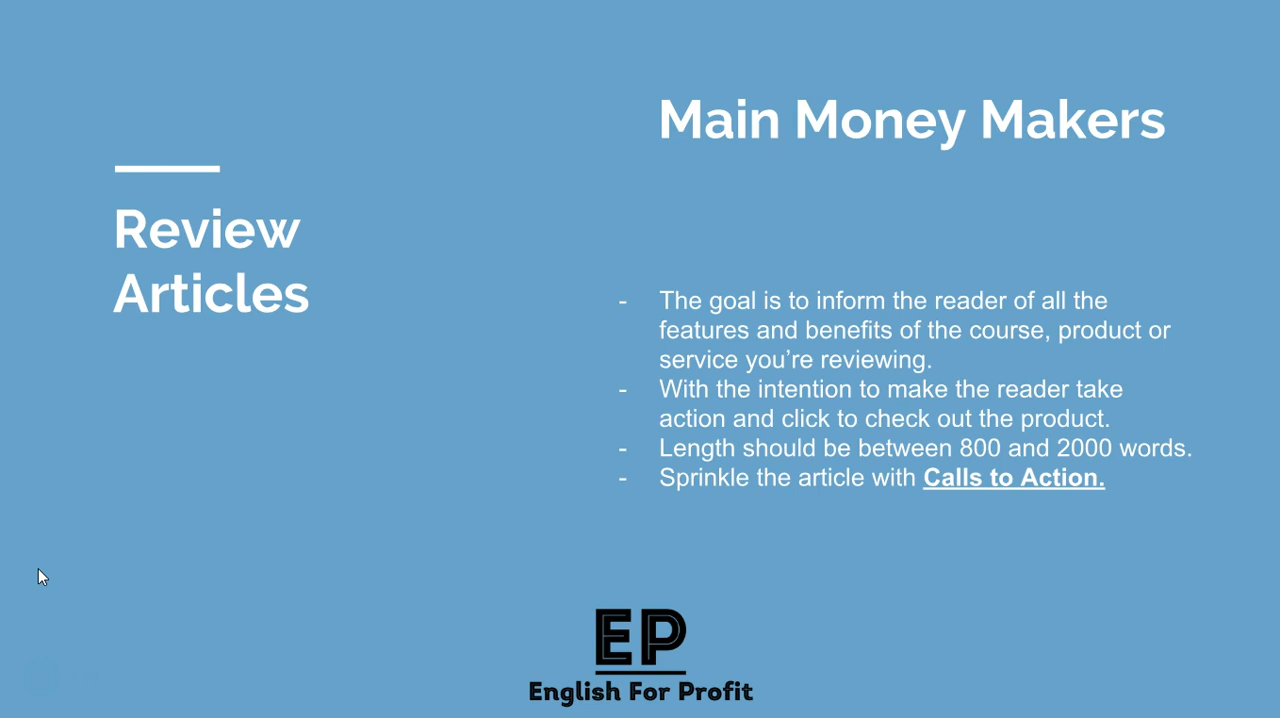 Review
Articles
Main Money Makers
- The goal is to inform the reader of all the
features and benefits of the course, product or
service you’re reviewing.
- With the intention to make the reader take
action and click to check out the product.
- Length should be between 800 and 2000 words.
- Sprinkle the article with Calls to Action.
EP
English For Profit